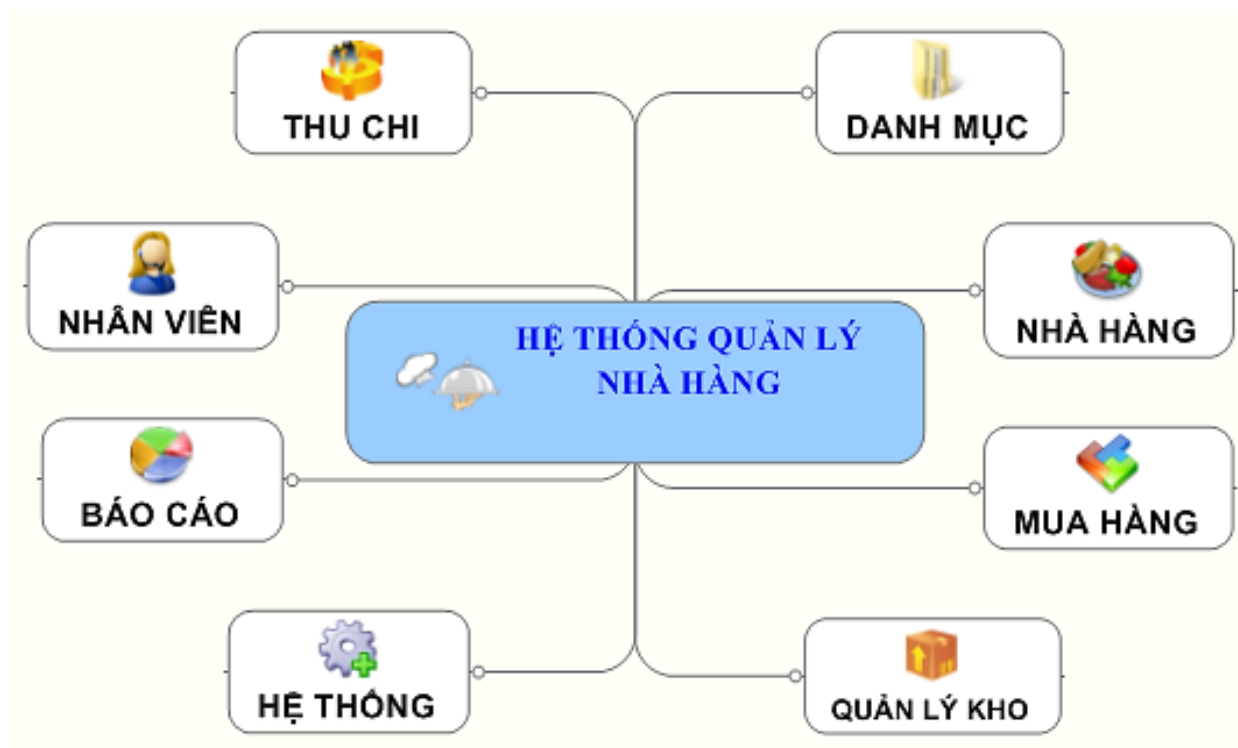 THU CHI
DANH MỤC
NHÂN VIÊN
NHÀ HÀNG
HỆ THỐNG QUẢN LÝ
NHÀ HÀNG
BÁO CÁO
MUA HÀNG
HỆ THỐNG
QUẢN LÝ KHO